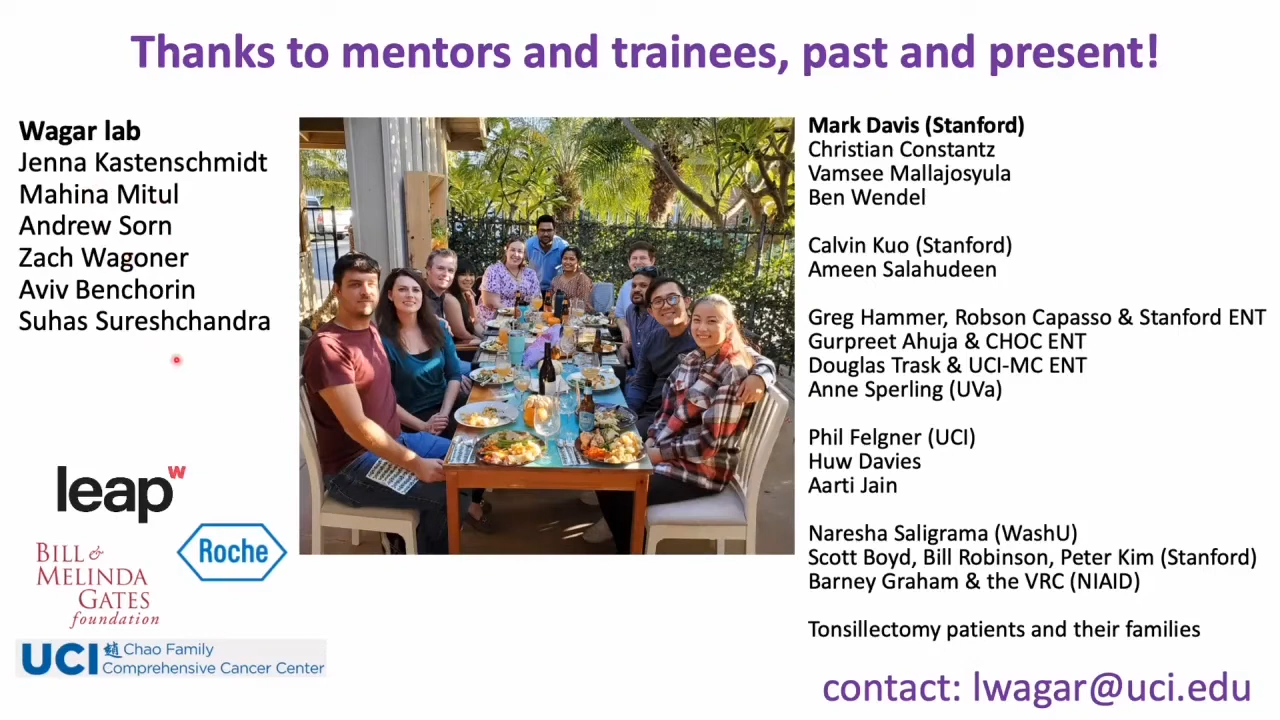 Thanks to mentors and trainees, past and present!
Wagar lab
Jenna Kastenschmidt
Mahina Mitul
Andrew Sorn
Zach Wagoner
Aviv Benchorin
Suhas Sureshchandra
leap
w
Roche
BILL &
MELINDA
GATES
foundation
UCI
趙 Chao Family
Comprehensive Cancer Center
Mark Davis (Stanford)
Christian Constantz
Vamsee Mallajosyula
Ben Wendel
Calvin Kuo (Stanford)
Ameen Salahudeen
Greg Hammer, Robson Capasso & Stanford ENT
Gurpreet Ahuja & CHOC ENT
Douglas Trask & UCI-MC ENT
Anne Sperling (UVa)
Phil Felgner (UCI)
Huw Davies
Aarti Jain
Naresha Saligrama (WashU)
Scott Boyd, Bill Robinson, Peter Kim (Stanford)
Barney Graham & the VRC (NIAID)
Tonsillectomy patients and their families
contact: lwagar@uci.edu